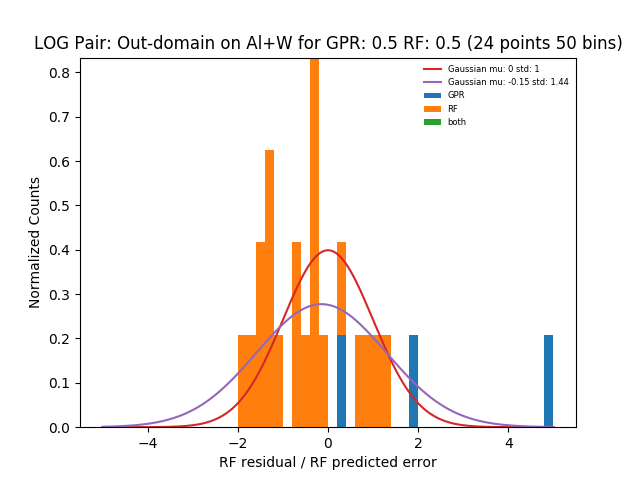 LOG Pair: Out-domain on Al+W for GPR: 0.5 RF: 0.5 (24 points 50 bins)
Gaussian mu: 0 std: 1
Gaussian mu: -0.15 std: 1.44
GPR
RF
both
Normalized Counts
0.8
0.7
0.6
0.5
0.4
0.3
0.2
0.1
0.0
−4 −2 0 2 4
RF residual / RF predicted error